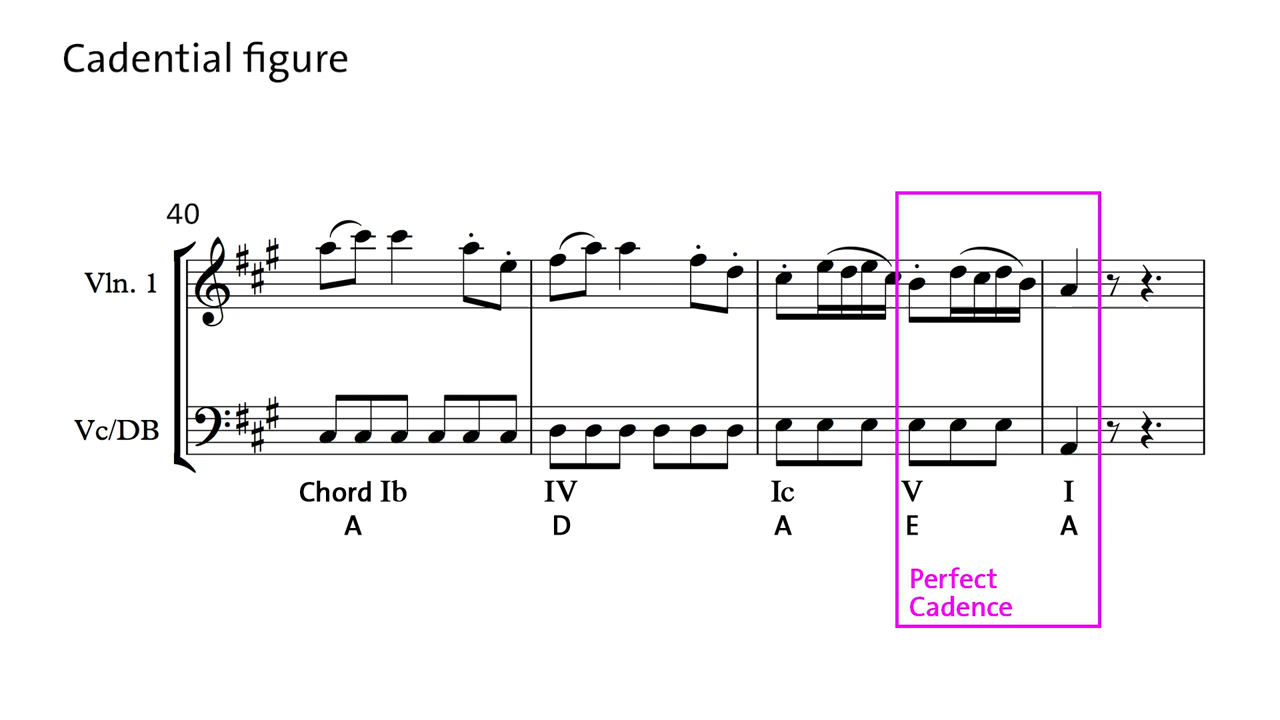 Cadential figure
40
Vln. 1
Vc/DB
Chord Ib IV Ic V I
A D A E A
Perfect
Cadence